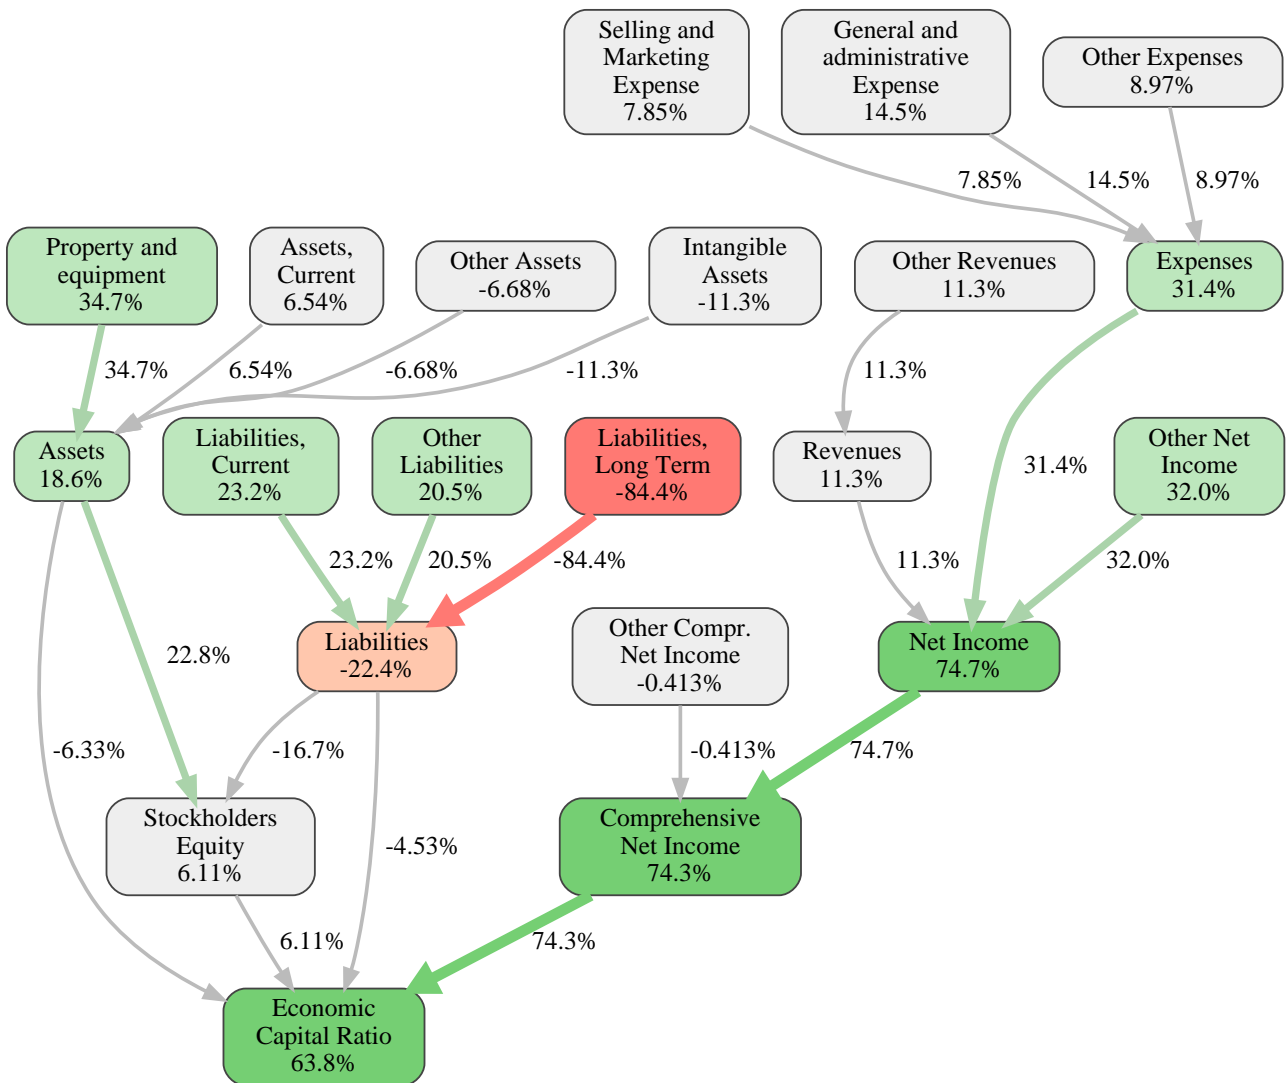 Selling and
Marketing
Expense
7.85%
General and
administrative
Expense
14.5%
Other Expenses
8.97%
7.85%
14.5%
8.97%
Property and
equipment
34.7%
Assets,
Current
6.54%
Other Assets
-6.68%
Intangible
Assets
-11.3%
Other Revenues
11.3%
Expenses
31.4%
34.7%
6.54%
-6.68%
-11.3%
11.3%
31.4%
Assets
18.6%
Liabilities,
Current
23.2%
Other
Liabilities
20.5%
Liabilities,
Long Term
-84.4%
Revenues
11.3%
Other Net
Income
32.0%
23.2%
20.5%
-84.4%
11.3%
32.0%
22.8%
Liabilities
-22.4%
Other Compr.
Net Income
-0.413%
Net Income
74.7%
-6.33%
-16.7%
-4.53%
-0.413%
74.7%
Stockholders
Equity
6.11%
Comprehensive
Net Income
74.3%
6.11%
74.3%
Economic
Capital Ratio
63.8%